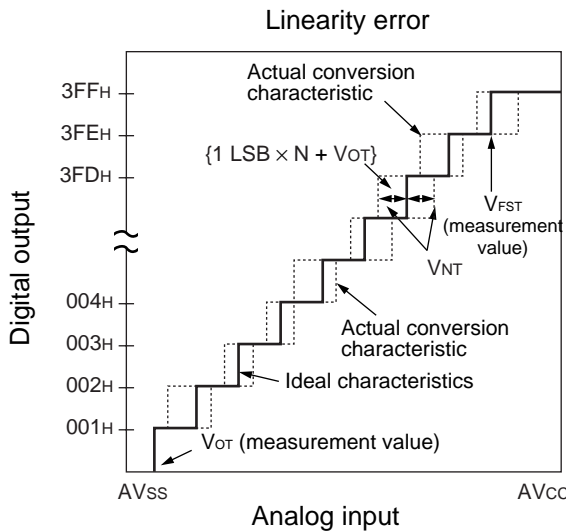 Linearity error
Actual conversion
characteristic
3FFH
3FEH
{1 LSB × N + VOT}
3FDH
VFST
(measurement
value)
VNT
Digital output
004H
Actual conversion
characteristic
003H
Ideal characteristics
002H
001H
VOT (measurement value)
AVSS
AVCC
Analog input